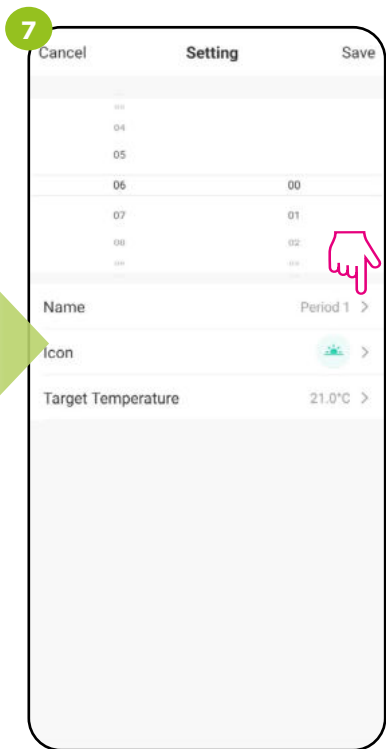 7
Cancel Setting Save
04
05
06 00
07 01
08 02
Name Period 1 >
Icon >
Target Temperature 21.0°C >